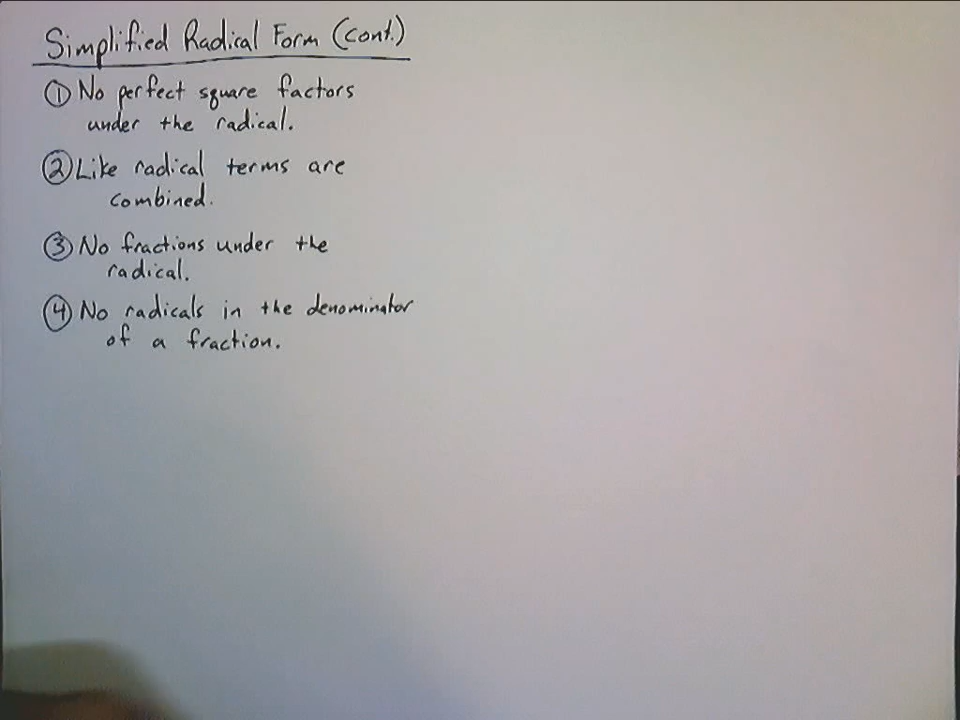 Simplified Radical Form (cont.)
① No perfect square factors
under the radical.
② Like radical terms are
combined.
③ No fractions under the
radical.
④ No radicals in the denominator
of a fraction.